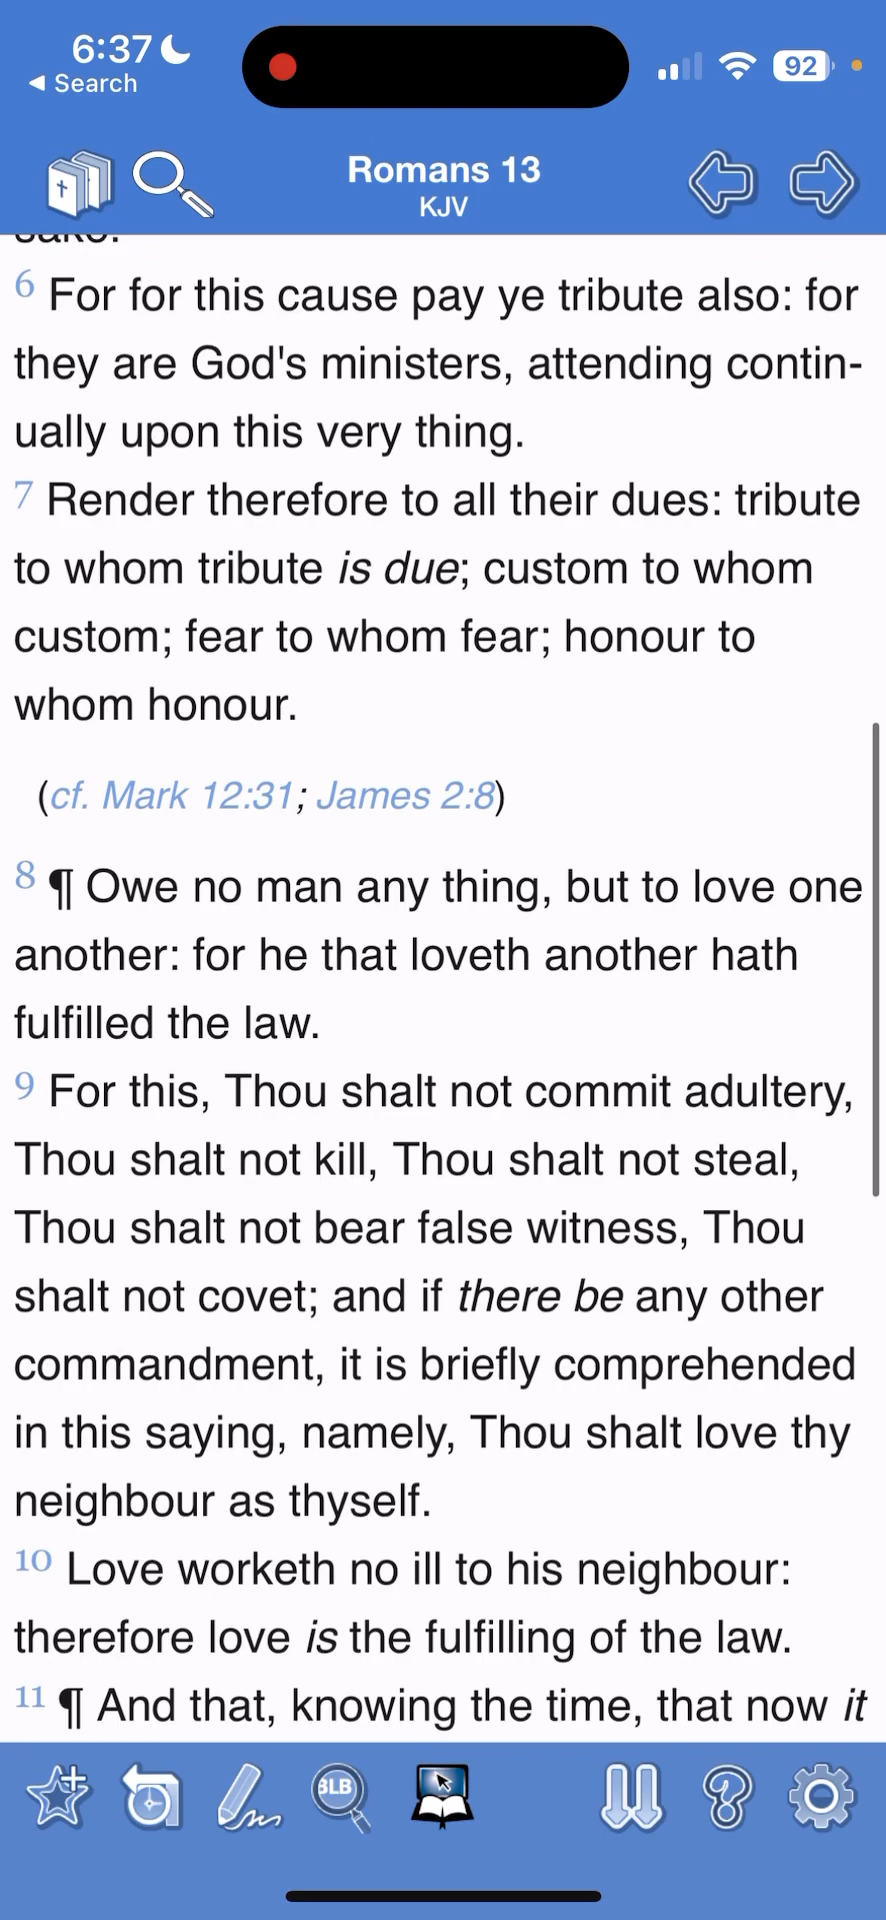 6:37
◀ Search
92
Romans 13
KJV
sake.
6 For for this cause pay ye tribute also: for
they are God's ministers, attending contin-
ually upon this very thing.
7 Render therefore to all their dues: tribute
to whom tribute is due; custom to whom
custom; fear to whom fear; honour to
whom honour.
(cf. Mark 12:31; James 2:8)
8 ¶ Owe no man any thing, but to love one
another: for he that loveth another hath
fulfilled the law.
9 For this, Thou shalt not commit adultery,
Thou shalt not kill, Thou shalt not steal,
Thou shalt not bear false witness, Thou
shalt not covet; and if there be any other
commandment, it is briefly comprehended
in this saying, namely, Thou shalt love thy
neighbour as thyself.
10 Love worketh no ill to his neighbour:
therefore love is the fulfilling of the law.
11 ¶ And that, knowing the time, that now it
BLB